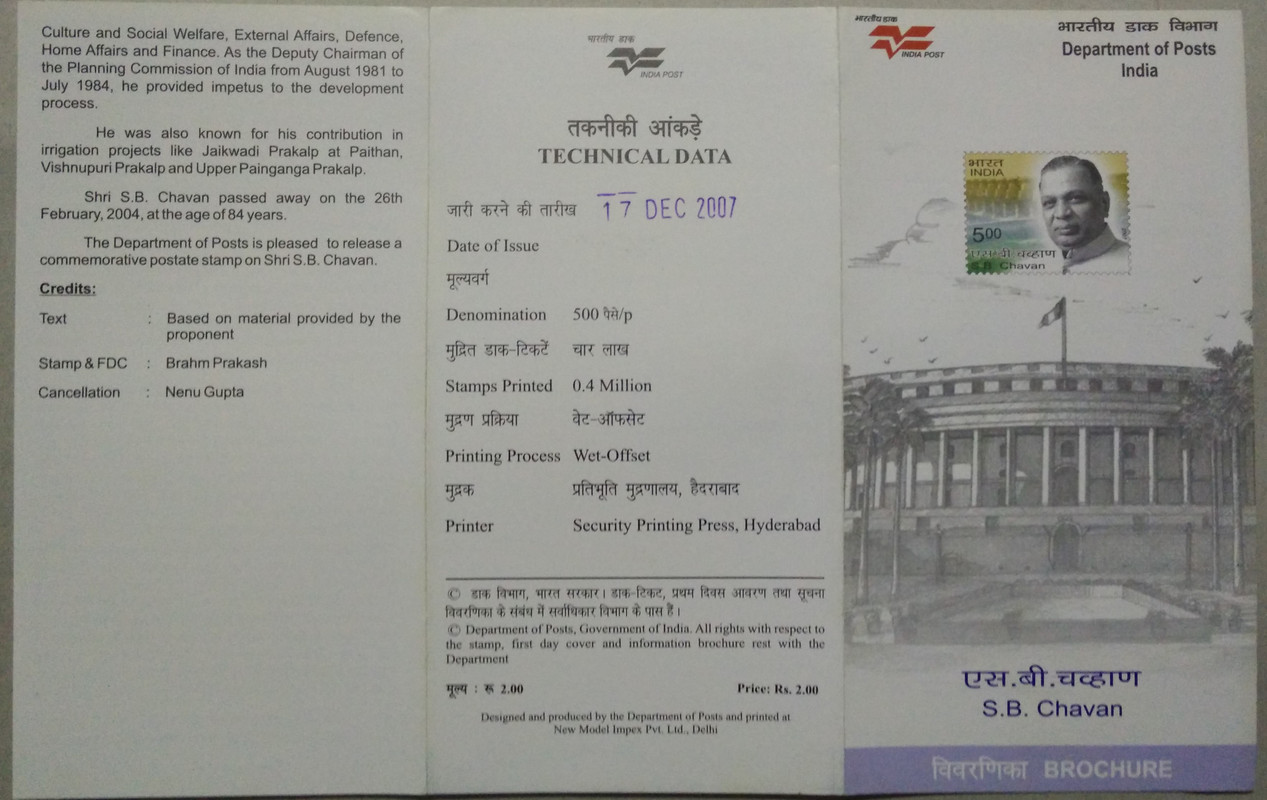 Culture and Social Welfare, External Affairs, Defence,
Home Affairs and Finance. As the Deputy Chairman of
the Planning Commission of India from August 1981 to
July 1984, he provided impetus to the development
process.
He was also known for his contribution in
irrigation projects like Jaikwadi Prakalp at Paithan,
Vishnupuri Prakalp and Upper Painganga Prakalp.
Shri S.B. Chavan passed away on the 26th
February, 2004, at the age of 84 years.
The Department of Posts is pleased to release a
commemorative postate stamp on Shri S.B. Chavan.
Credits:
Text : Based on material provided by the
proponent
Stamp & FDC : Brahm Prakash
Cancellation : Nenu Gupta
भारतीय डाक
INDIA POST
तकनीकी आंकड़े
TECHNICAL DATA
जारी करने की तारीख 17 DEC 2007
Date of Issue
मूल्यवर्ग
Denomination 500 पैसे/p
मुद्रित डाक-टिकटें चार लाख
Stamps Printed 0.4 Million
मुद्रण प्रक्रिया वेट-ऑफसेट
Printing Process Wet-Offset
मुद्रक प्रतिभूति मुद्रणालय, हैदराबाद
Printer Security Printing Press, Hyderabad
© डाक विभाग, भारत सरकार। डाक-टिकट, प्रथम दिवस आवरण तथा सूचना
विवरणिका के संबंध में सर्वाधिकार विभाग के पास हैं।
© Department of Posts, Government of India. All rights with respect to
the stamp, first day cover and information brochure rest with the
Department
मूल्य : रू 2.00 Price: Rs. 2.00
Designed and produced by the Department of Posts and printed at
New Model Impex Pvt. Ltd., Delhi
भारतीय डाक
INDIA POST
भारतीय डाक विभाग
Department of Posts
India
भारत
INDIA
500
एस.बी.चव्हाण
S.B. Chavan
एस.बी.चव्हाण
S.B. Chavan
विवरणिका BROCHURE